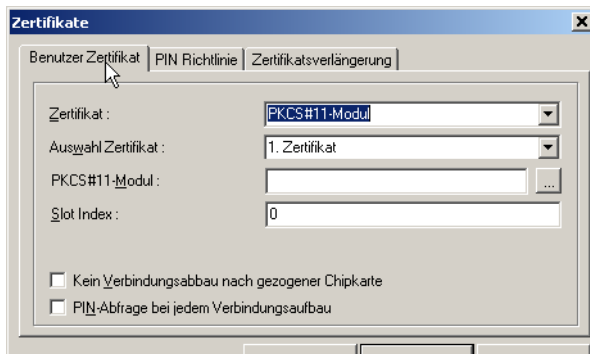 Zertifikate
Benutzer Zertifikat PIN Richtlinie Zertifikatsverlängerung
Zertifikat : PKCS#11-Modul
Auswahl Zertifikat : 1. Zertifikat
PKCS#11-Modul : ...
Slot Index : 0
Kein Verbindungsabbau nach gezogener Chipkarte
PIN-Abfrage bei jedem Verbindungsaufbau